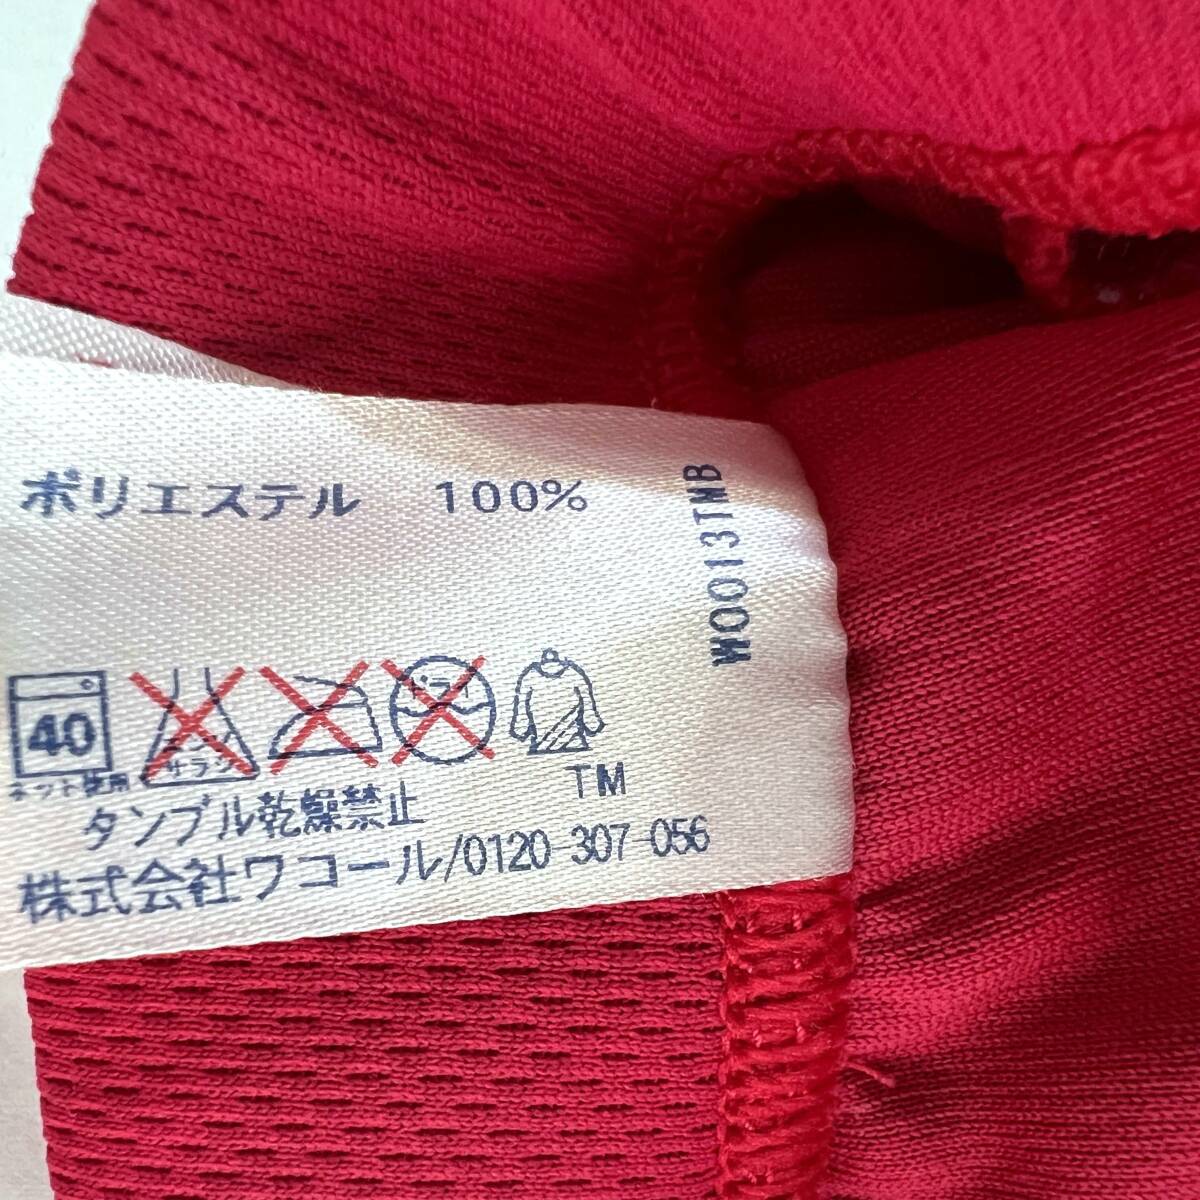 ポリエステル 100%
W0013TWB
40
ネット使用
サラシ
ドライ
タンブル乾燥禁止
TM
株式会社ワコール/0120-307-056